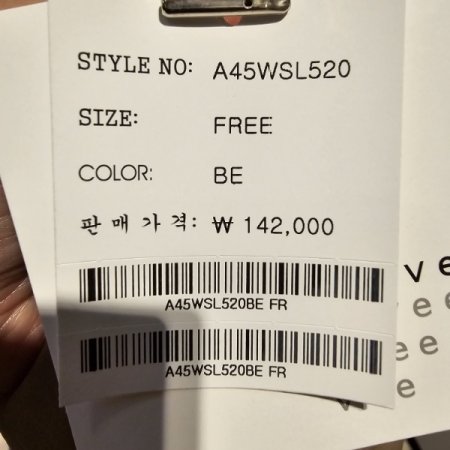 STYLE NO: A45WSL520
SIZE: FREE
COLOR: BE
판매가격: ₩ 142,000
A45WSL520BE FR
A45WSL520BE FR